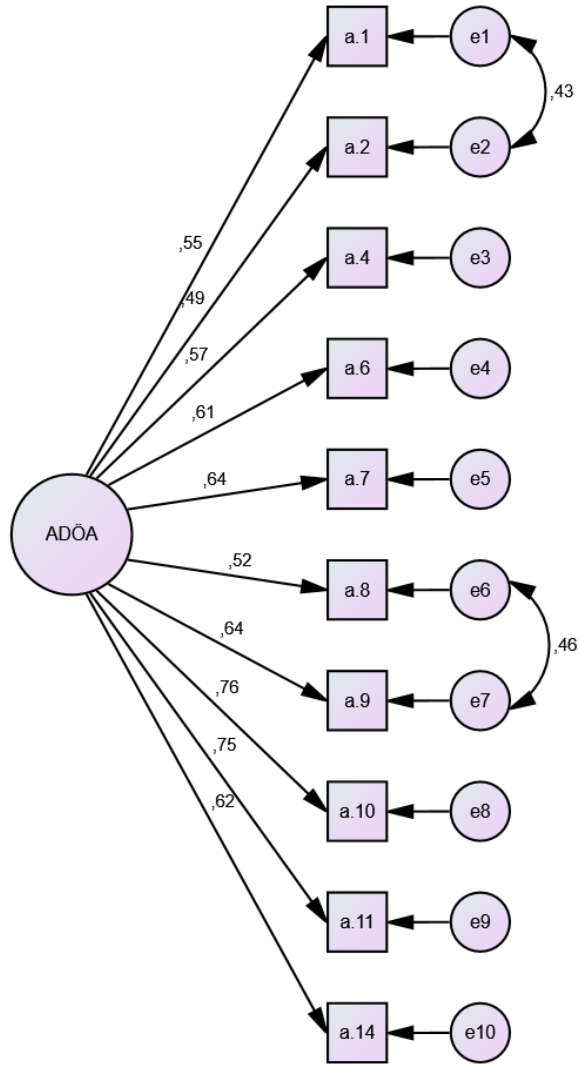 a.1
e1
,43
a.2
e2
,55
a.4
e3
,49
,57
a.6
e4
,61
a.7
e5
,64
ADÖA
,52
a.8
e6
,46
,64
a.9
e7
,76
,75
a.10
e8
,62
a.11
e9
a.14
e10